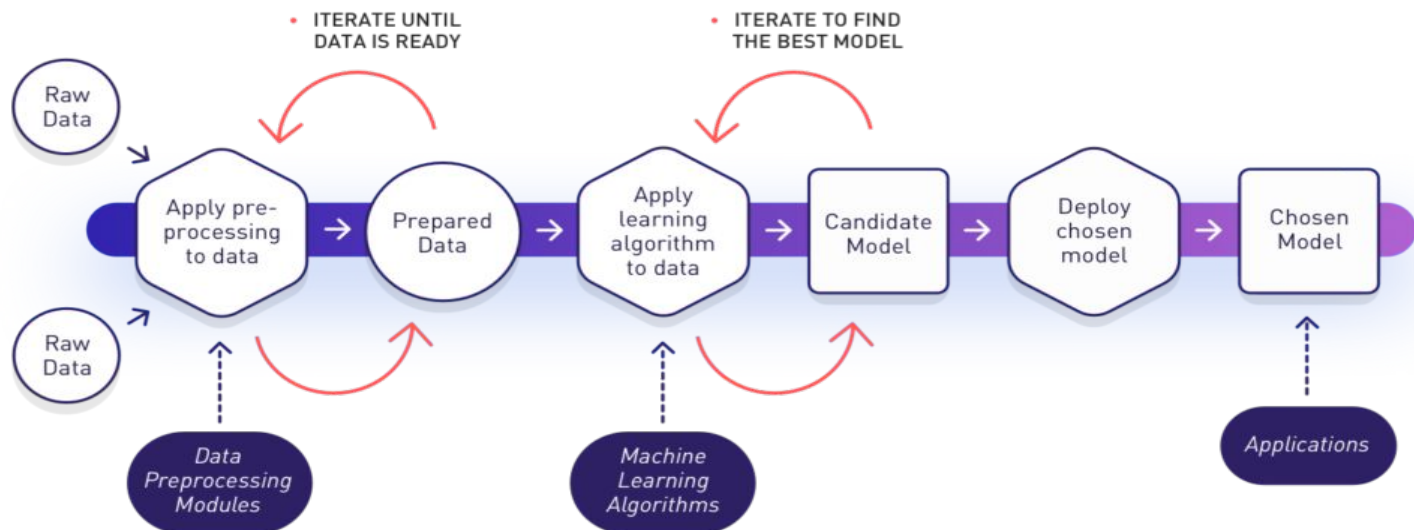 ITERATE UNTIL
DATA IS READY
ITERATE TO FIND
THE BEST MODEL
Raw
Data
Raw
Data
Apply pre-
processing
to data
Prepared
Data
Apply
learning
algorithm
to data
Candidate
Model
Deploy
chosen
model
Chosen
Model
Data
Preprocessing
Modules
Machine
Learning
Algorithms
Applications